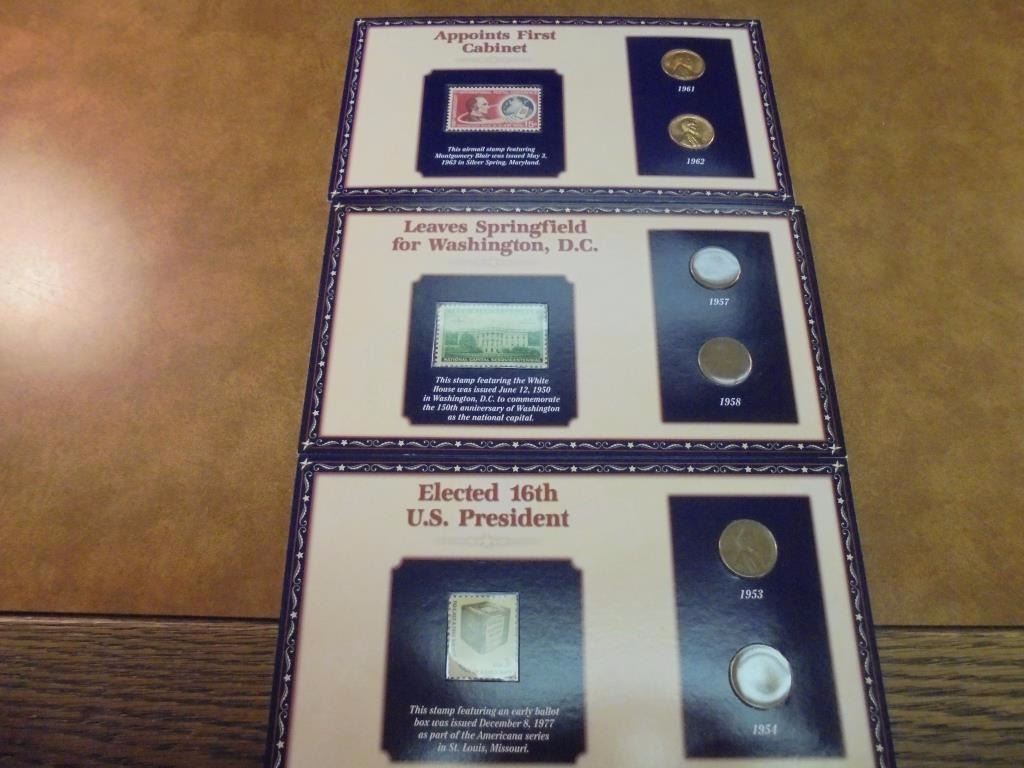 Appoints First
Cabinet
This airmail stamp featuring
Montgomery Blair was issued May 3,
1963 in Silver Spring, Maryland.
1961
1962
Leaves Springfield
for Washington, D.C.
NATIONAL CAPITAL SESQUICENTENNIAL
This stamp featuring the White
House was issued June 12, 1950
in Washington, D.C. to commemorate
the 150th anniversary of Washington
as the national capital.
1957
1958
Elected 16th
U.S. President
This stamp featuring an early ballot
box was issued December 8, 1977
as part of the Americana series
in St. Louis, Missouri.
1953
1954